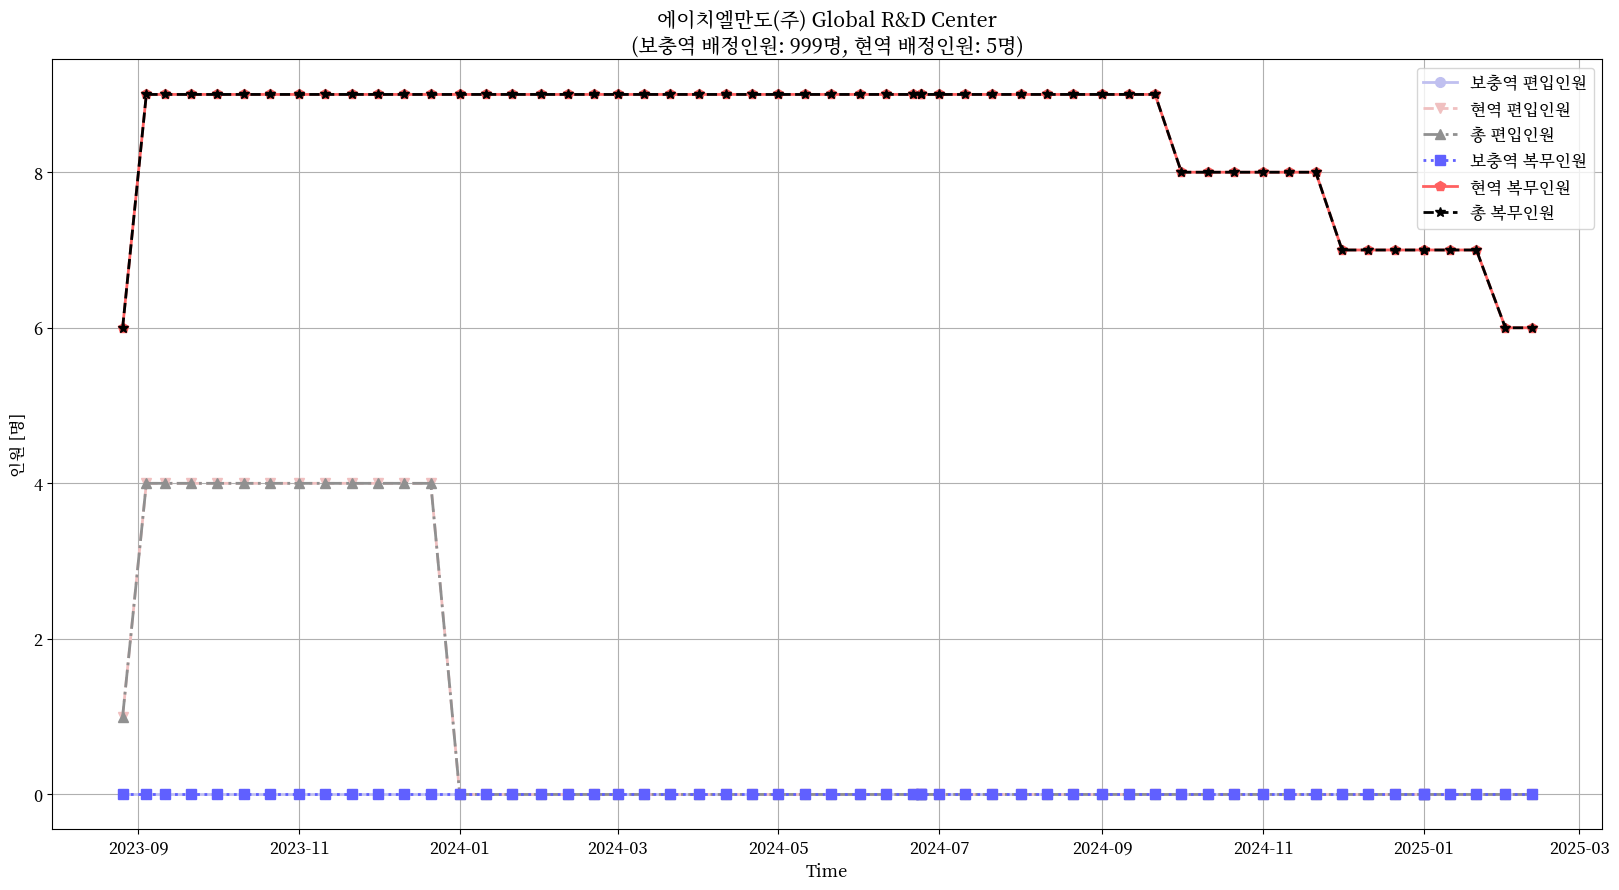 에이치엘만도(주) Global R&D Center
(보충역 배정인원: 999명, 현역 배정인원: 5명)
보충역 편입인원
현역 편입인원
총 편입인원
보충역 복무인원
현역 복무인원
총 복무인원
인원 [명]
8
6
4
2
0
2023-09
2023-11
2024-01
2024-03
2024-05
2024-07
2024-09
2024-11
2025-01
2025-03
Time